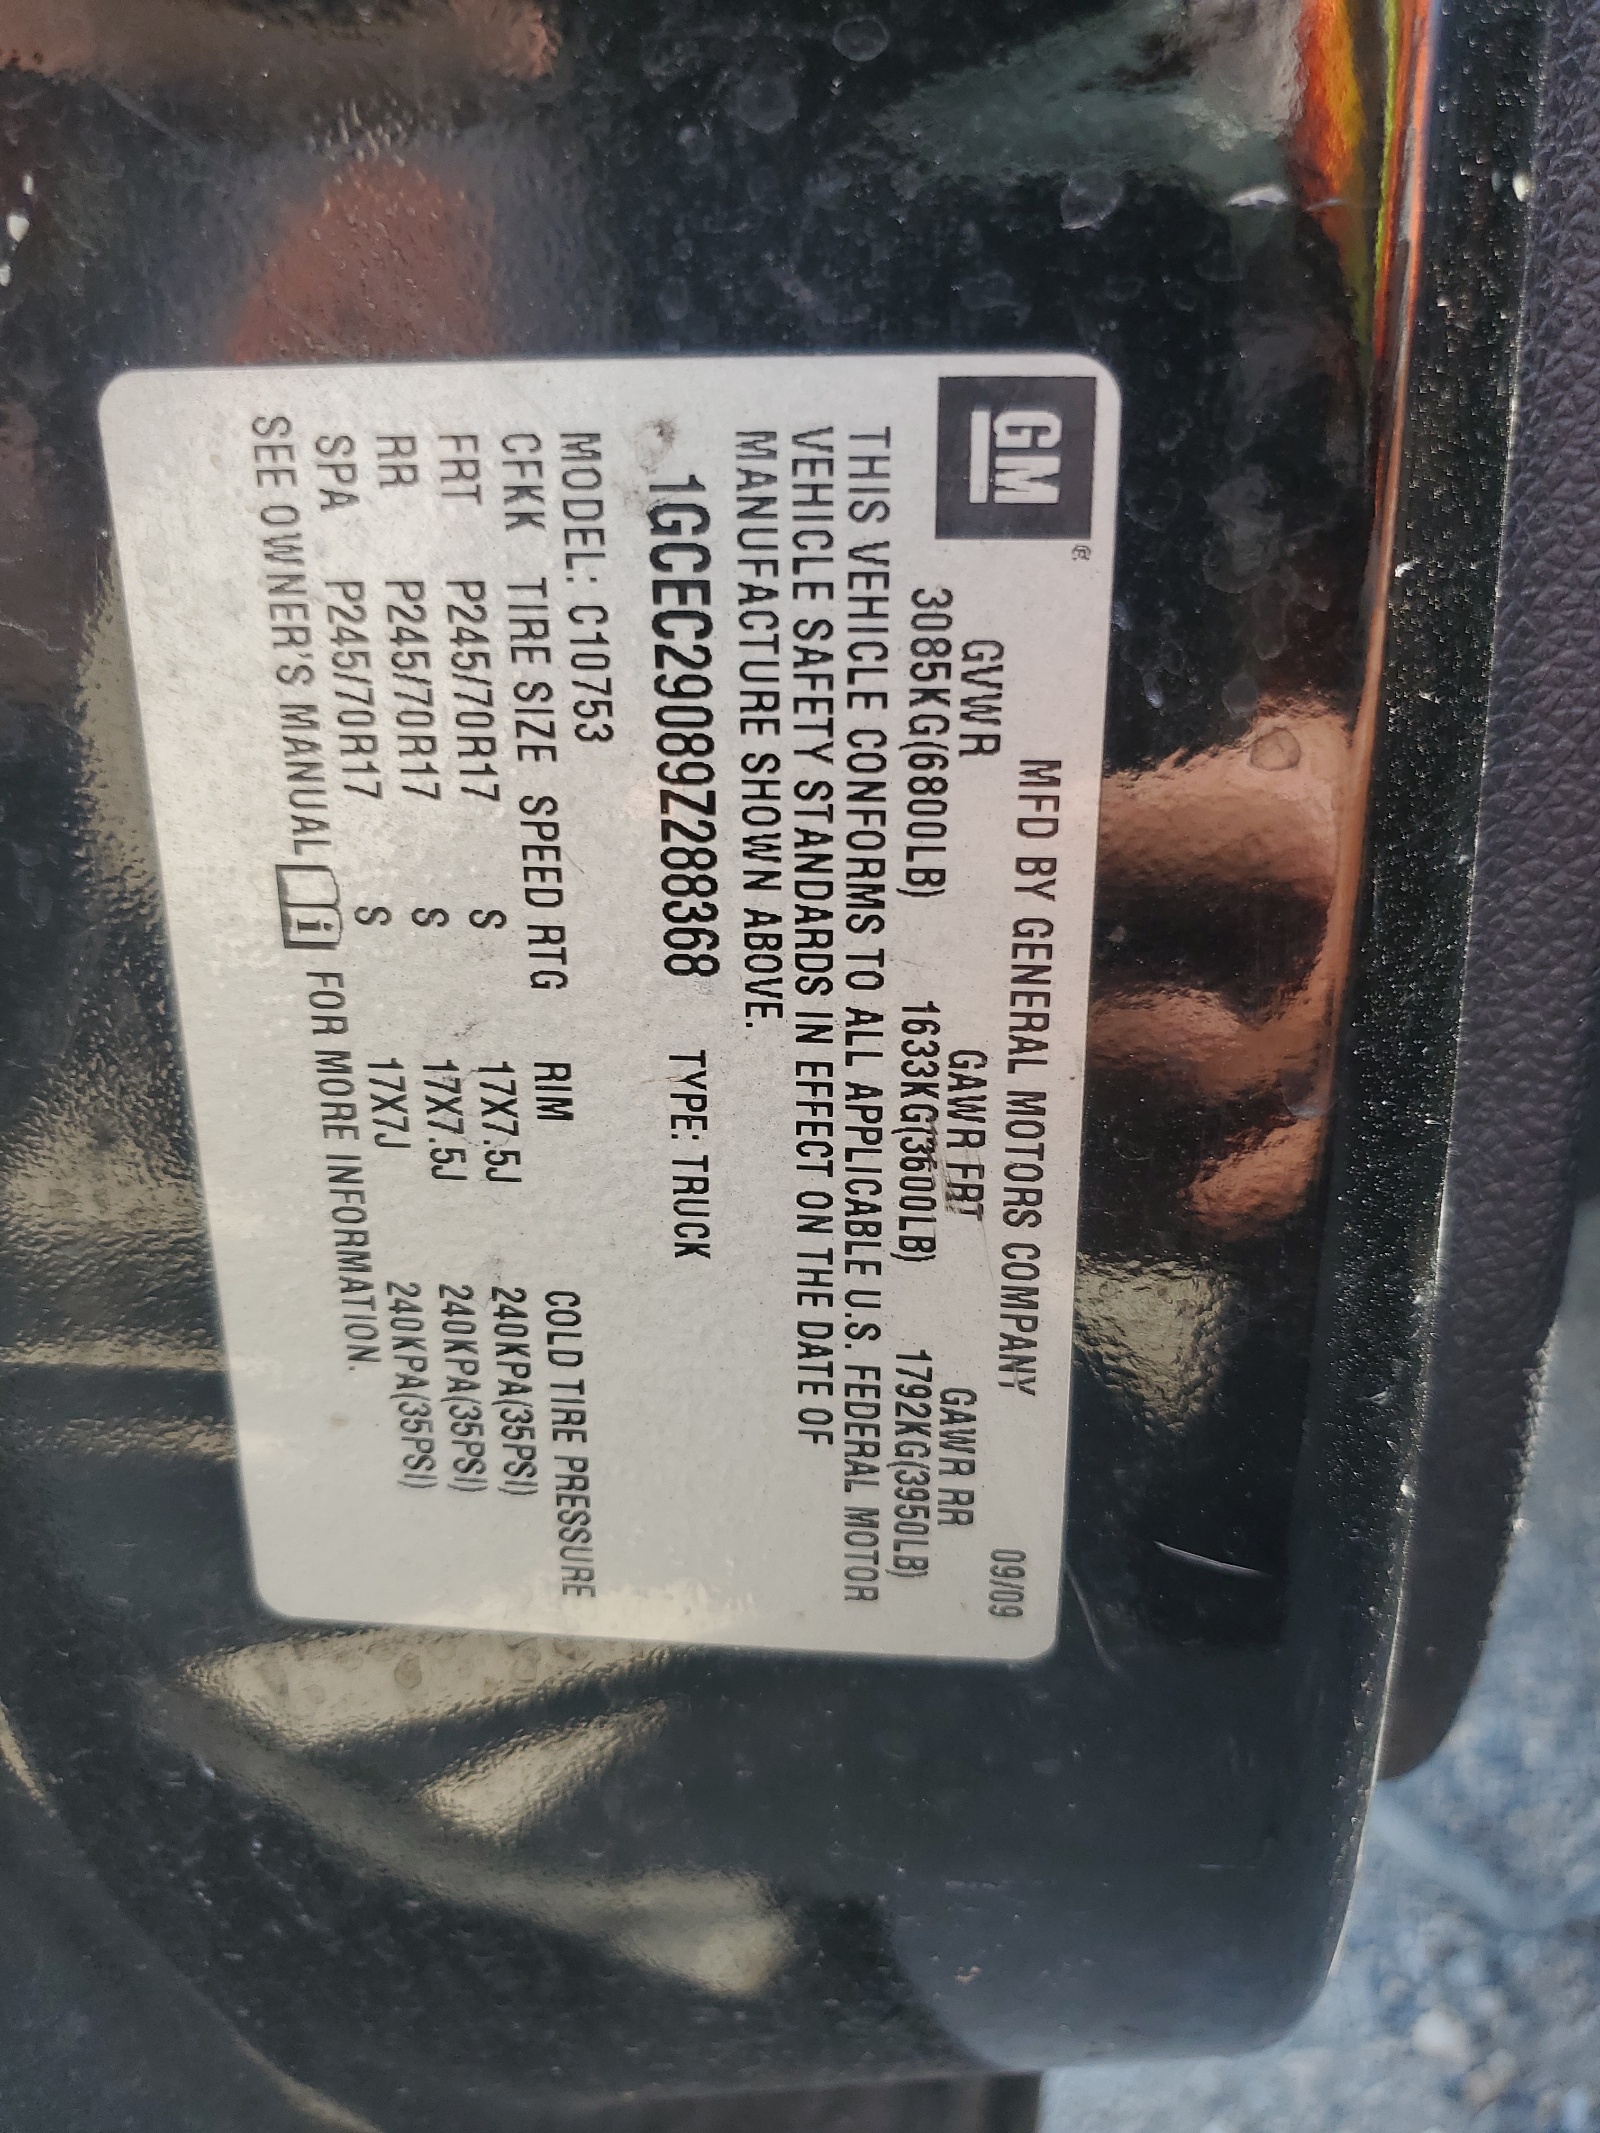 GM®
MFD BY GENERAL MOTORS COMPANY 09/09
GVWR GAWR FRT GAWR RR
3085KG(6800LB) 1633KG(3600LB) 1792KG(3950LB)
THIS VEHICLE CONFORMS TO ALL APPLICABLE U.S. FEDERAL MOTOR
VEHICLE SAFETY STANDARDS IN EFFECT ON THE DATE OF
MANUFACTURE SHOWN ABOVE.
1GCEC29089Z288368 TYPE: TRUCK
MODEL: C10753
CFKK TIRE SIZE SPEED RTG RIM COLD TIRE PRESSURE
FRT P245/70R17 S 17X7.5J 240KPA(35PSI)
RR P245/70R17 S 17X7.5J 240KPA(35PSI)
SPA P245/70R17 S 17X7J 240KPA(35PSI)
SEE OWNER'S MANUAL i FOR MORE INFORMATION.